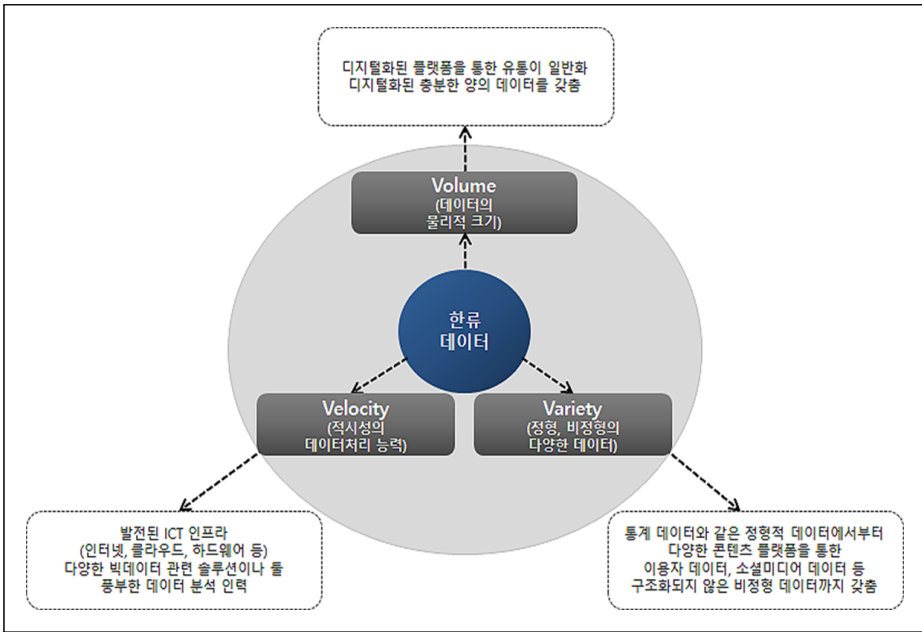 디지털화된 플랫폼을 통한 유통이 일반화
디지털화된 충분한 양의 데이터를 갖춤
Volume
(데이터의
물리적 크기)
한류
데이터
Velocity
(적시성의
데이터처리 능력)
Variety
(정형, 비정형의
다양한 데이터)
발전된 ICT 인프라
(인터넷, 클라우드, 하드웨어 등)
다양한 빅데이터 관련 솔루션이나 툴
풍부한 데이터 분석 인력
통계 데이터와 같은 정형적 데이터에서부터
다양한 콘텐츠 플랫폼을 통한
이용자 데이터, 소셜미디어 데이터 등
구조화되지 않은 비정형 데이터까지 갖춤